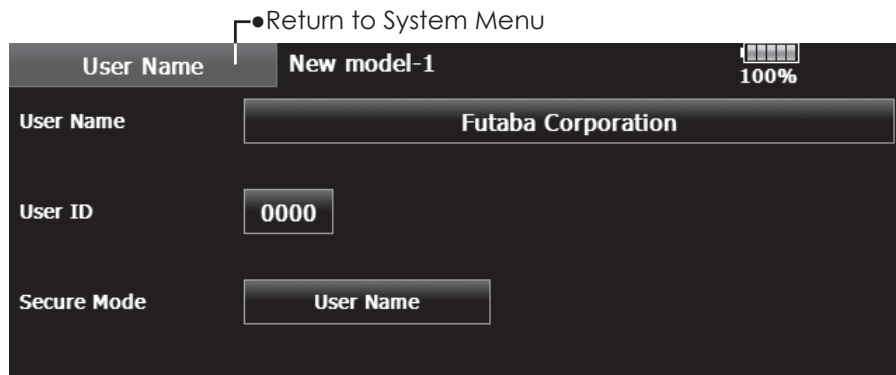 ●Return to System Menu
User Name New model-1 100%
User Name Futaba Corporation
User ID 0000
Secure Mode User Name